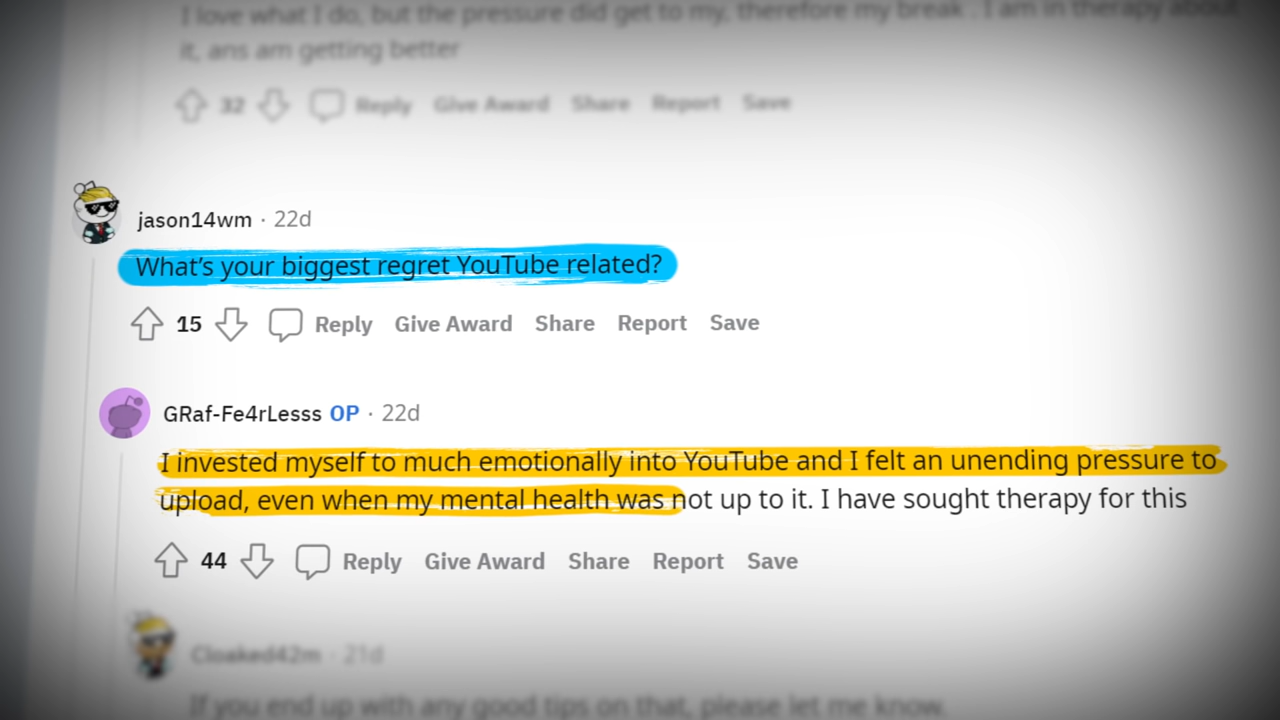 I love what I do, but the pressure did get to my, therefore my break . I am in therapy about
it, ans am getting better
32 Reply Give Award Share Report Save
jason14wm · 22d
What's your biggest regret YouTube related?
15 Reply Give Award Share Report Save
GRaf-Fe4rLesss OP · 22d
I invested myself to much emotionally into YouTube and I felt an unending pressure to
upload, even when my mental health was not up to it. I have sought therapy for this
44 Reply Give Award Share Report Save
Cloaked42m · 21d
If you end up with any good tips on that, please let me know.